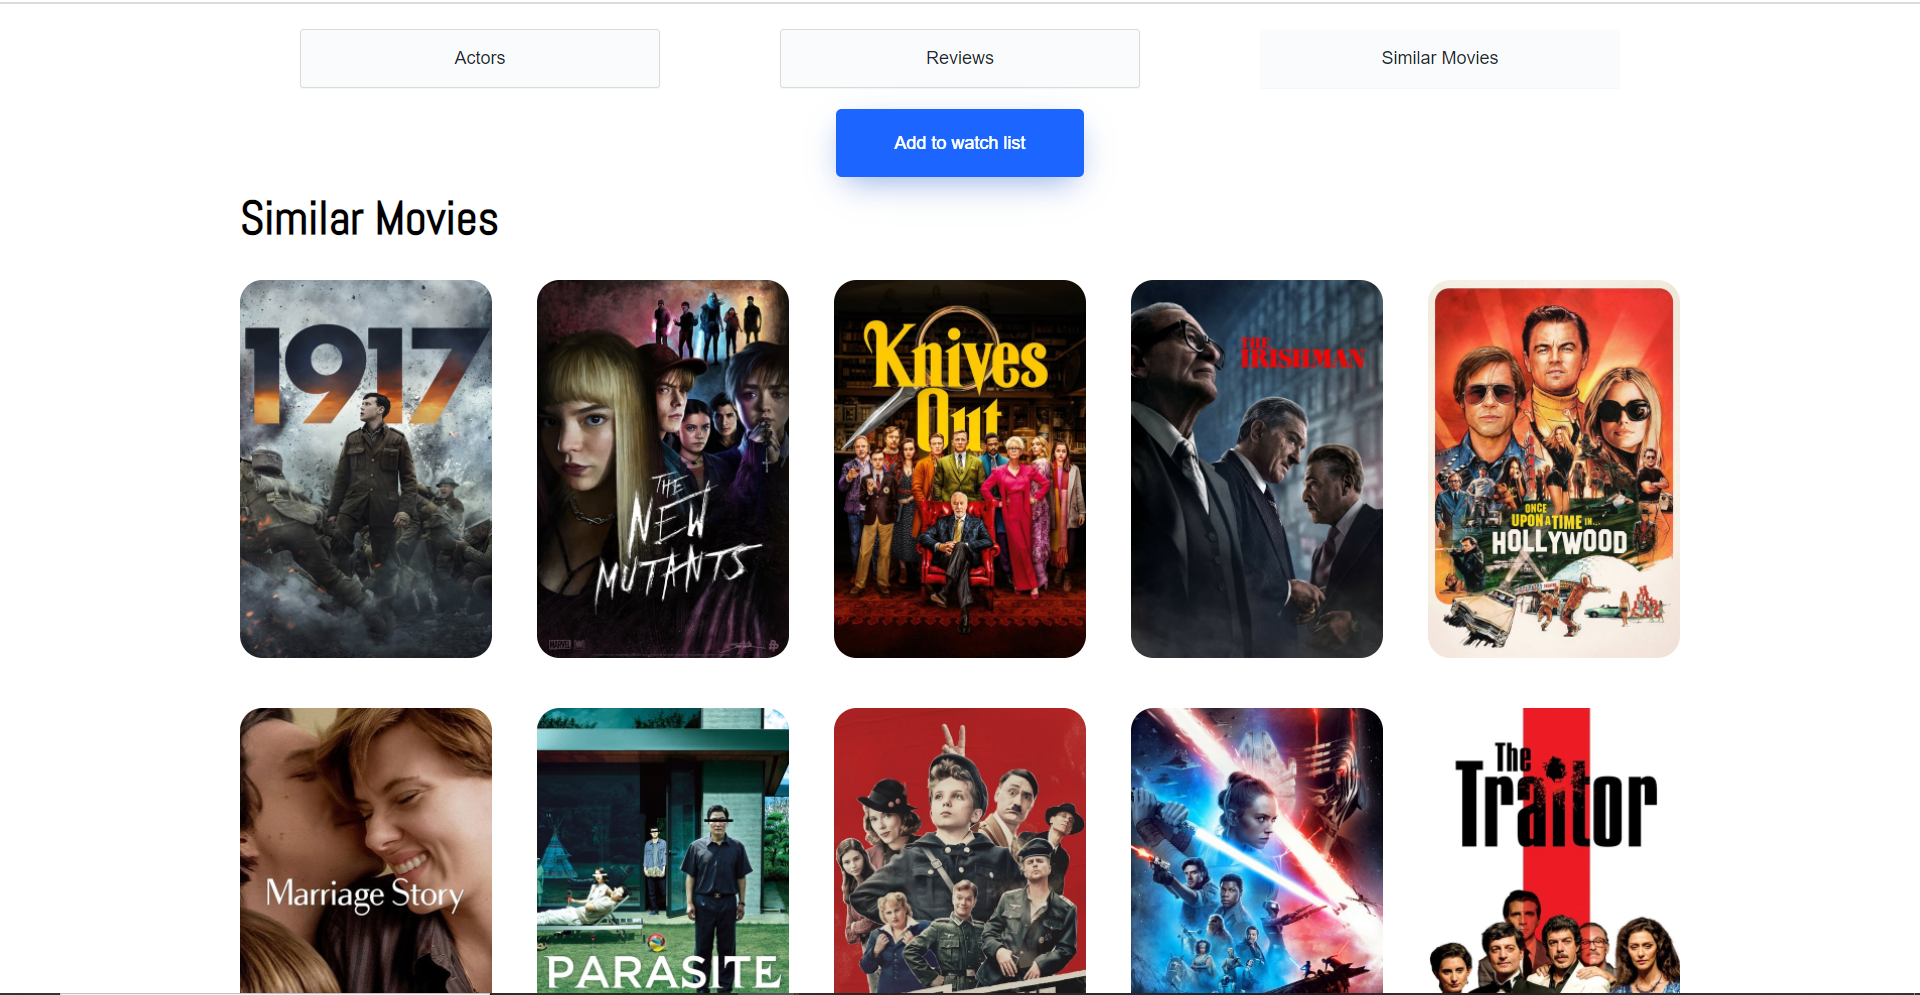 Actors
Reviews
Similar Movies
Add to watch list
Similar Movies
1917
THE
NEW
MUTANTS
MARVEL
Knives
Out
THE
IRISHMAN
ONCE
UPON A TIME IN...
HOLLYWOOD
Marriage Story
PARASITE
The
Traitor